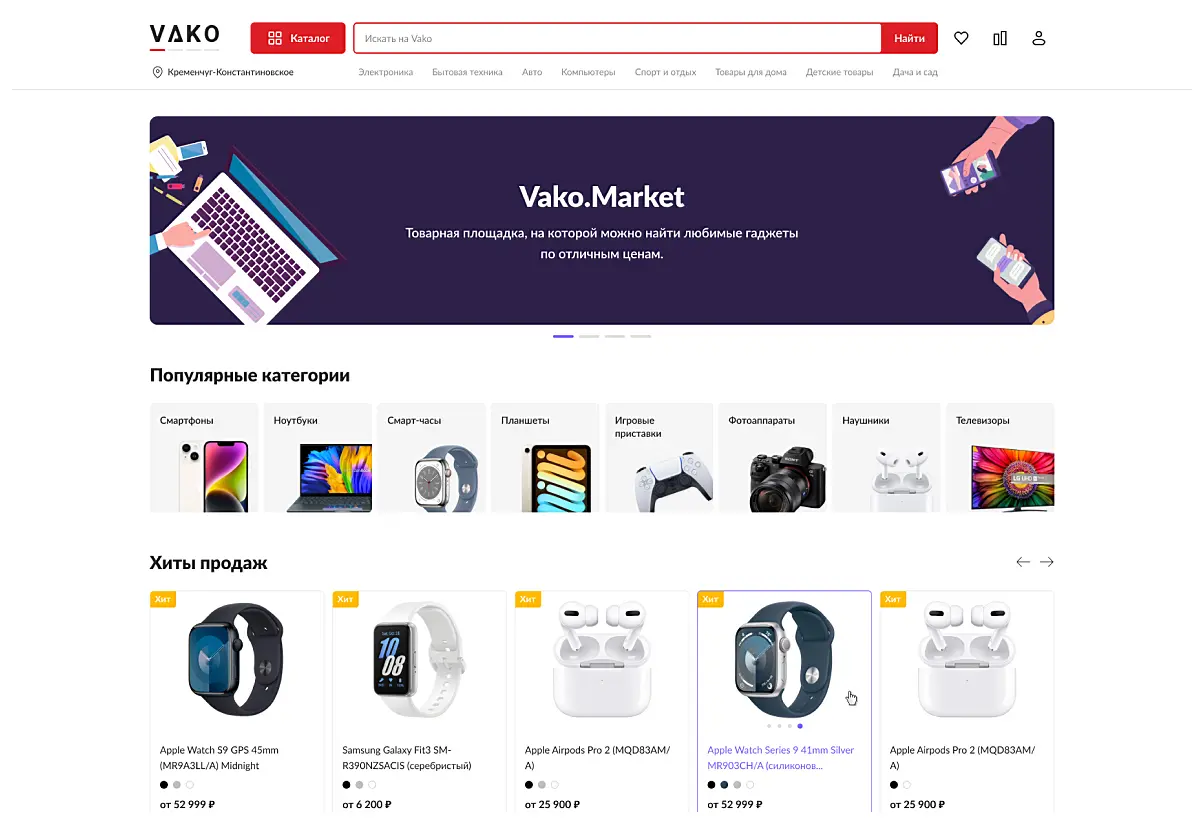 VAKO
Каталог
Искать на Vako
Найти
Кременчуг-Константиновское
Электроника
Бытовая техника
Авто
Компьютеры
Спорт и отдых
Товары для дома
Детские товары
Дача и сад
Vako.Market
Товарная площадка, на которой можно найти любимые гаджеты
по отличным ценам.
Популярные категории
Смартфоны
Ноутбуки
Смарт-часы
Планшеты
Игровые
приставки
Фотоаппараты
Наушники
Телевизоры
SONY
LG UHD
Хиты продаж
Хит
10
08
Apple Watch S9 GPS 45mm
(MR9A3LL/A) Midnight
от 52 999 ₽
Хит
Samsung Galaxy Fit3 SM-
R390NZSACIS (серебристый)
от 6 200 ₽
Хит
Apple Airpods Pro 2 (MQD83AM/
A)
от 25 900 ₽
Хит
Apple Watch Series 9 41mm Silver
MR903CH/A (силиконов...
от 52 999 ₽
Хит
Apple Airpods Pro 2 (MQD83AM/
A)
от 25 900 ₽